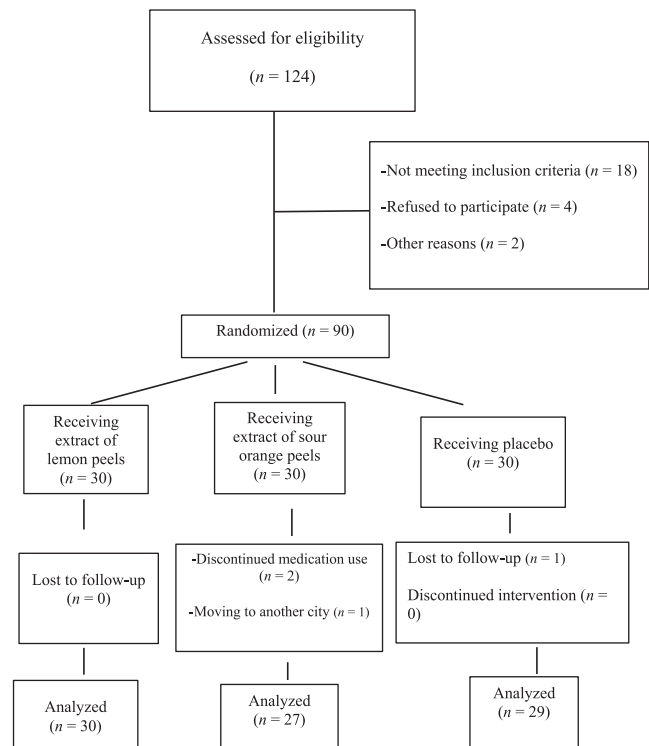 Assessed for eligibility
(n = 124)
-Not meeting inclusion criteria (n = 18)
-Refused to participate (n = 4)
-Other reasons (n = 2)
Randomized (n = 90)
Receiving
extract of
lemon peels
(n = 30)
Receiving
extract of sour
orange peels
(n = 30)
Receiving placebo
(n = 30)
Lost to follow-up
(n = 0)
-Discontinued medication use
(n = 2)
-Moving to another city (n = 1)
Lost to follow-up (n = 1)
Discontinued intervention (n =
0)
Analyzed
(n = 30)
Analyzed
(n = 27)
Analyzed
(n = 29)